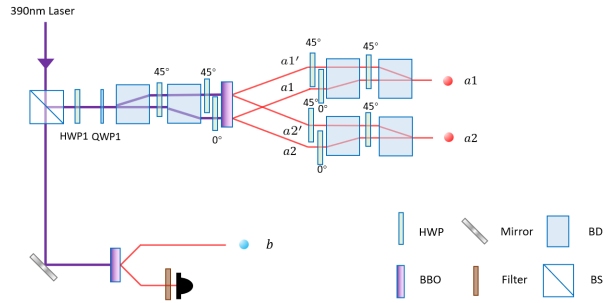 390nm Laser
45°
45°
0°
HWP1 QWP1
a1′
a1
a2′
a2
45°
0°
45°
a1
45°
0°
45°
a2
b
HWP
Mirror
BD
BBO
Filter
BS